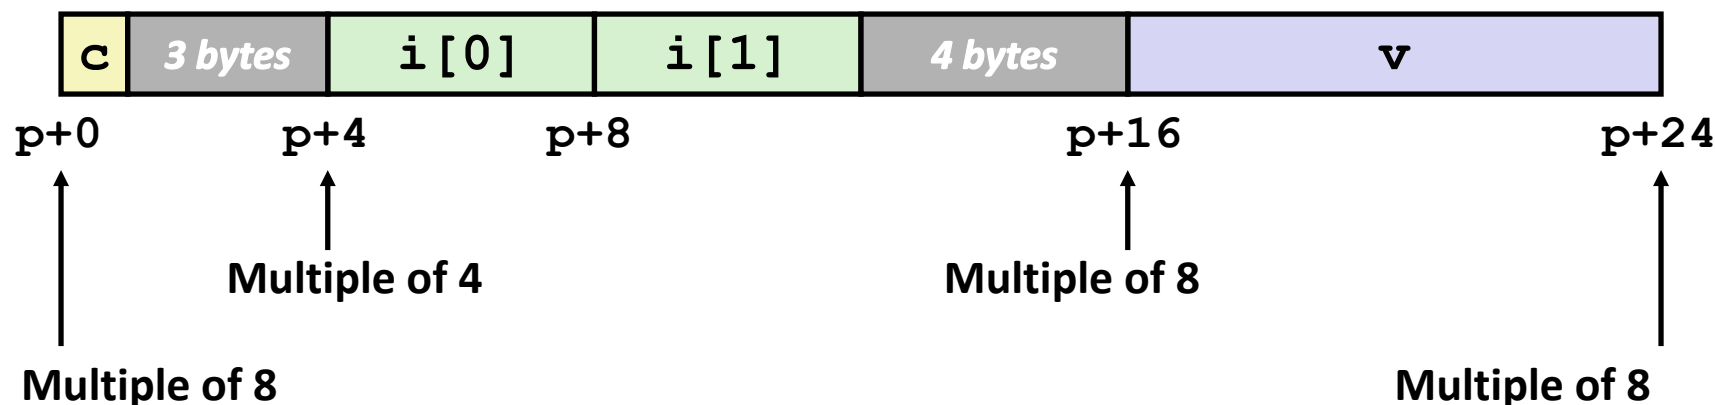 c 3 bytes i[0] i[1] 4 bytes v
p+0 p+4 p+8 p+16 p+24
Multiple of 4 Multiple of 8
Multiple of 8 Multiple of 8